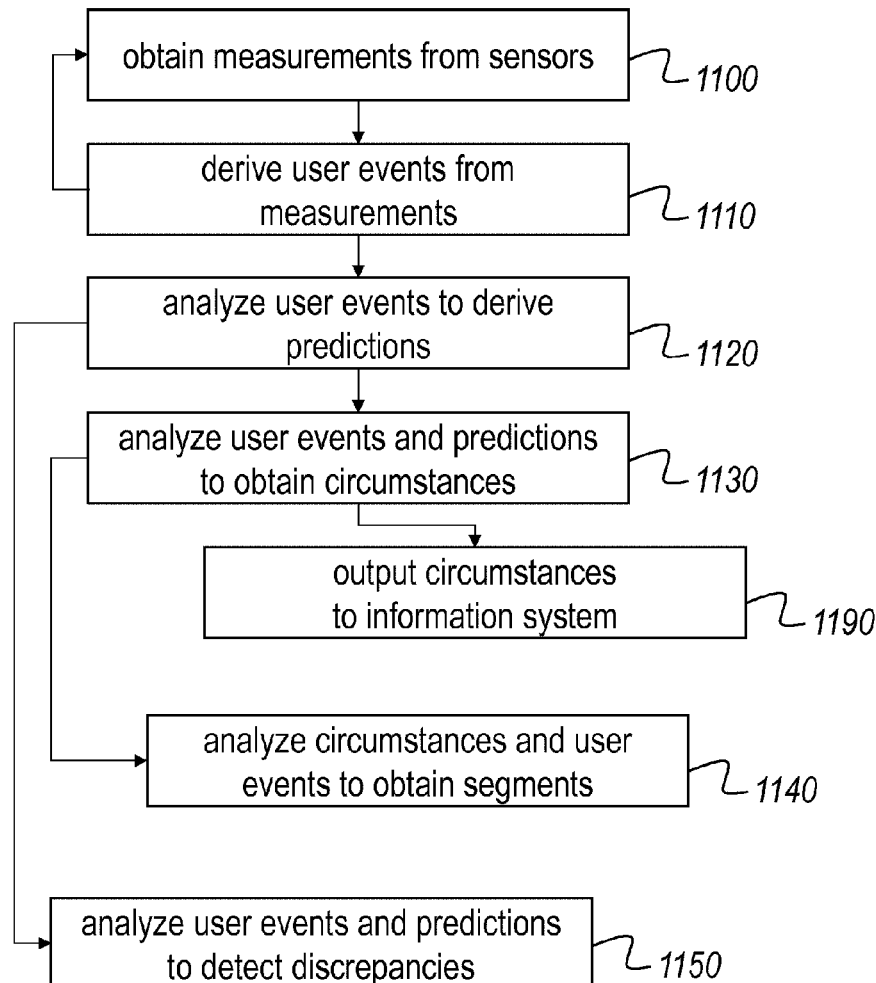 obtain measurements from sensors
1100
derive user events from
measurements
1110
analyze user events to derive
predictions
1120
analyze user events and predictions
to obtain circumstances
1130
output circumstances
to information system
1190
analyze circumstances and user
events to obtain segments
1140
analyze user events and predictions
to detect discrepancies
1150